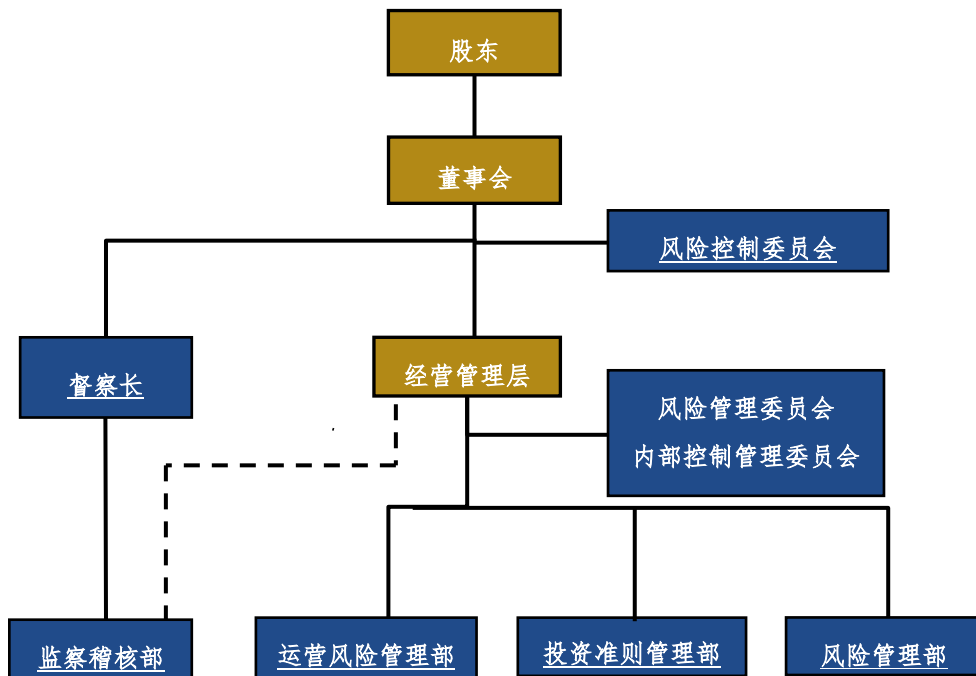 股东
董事会
风险控制委员会
督察长
经营管理层
风险管理委员会
内部控制管理委员会
监察稽核部
运营风险管理部
投资准则管理部
风险管理部